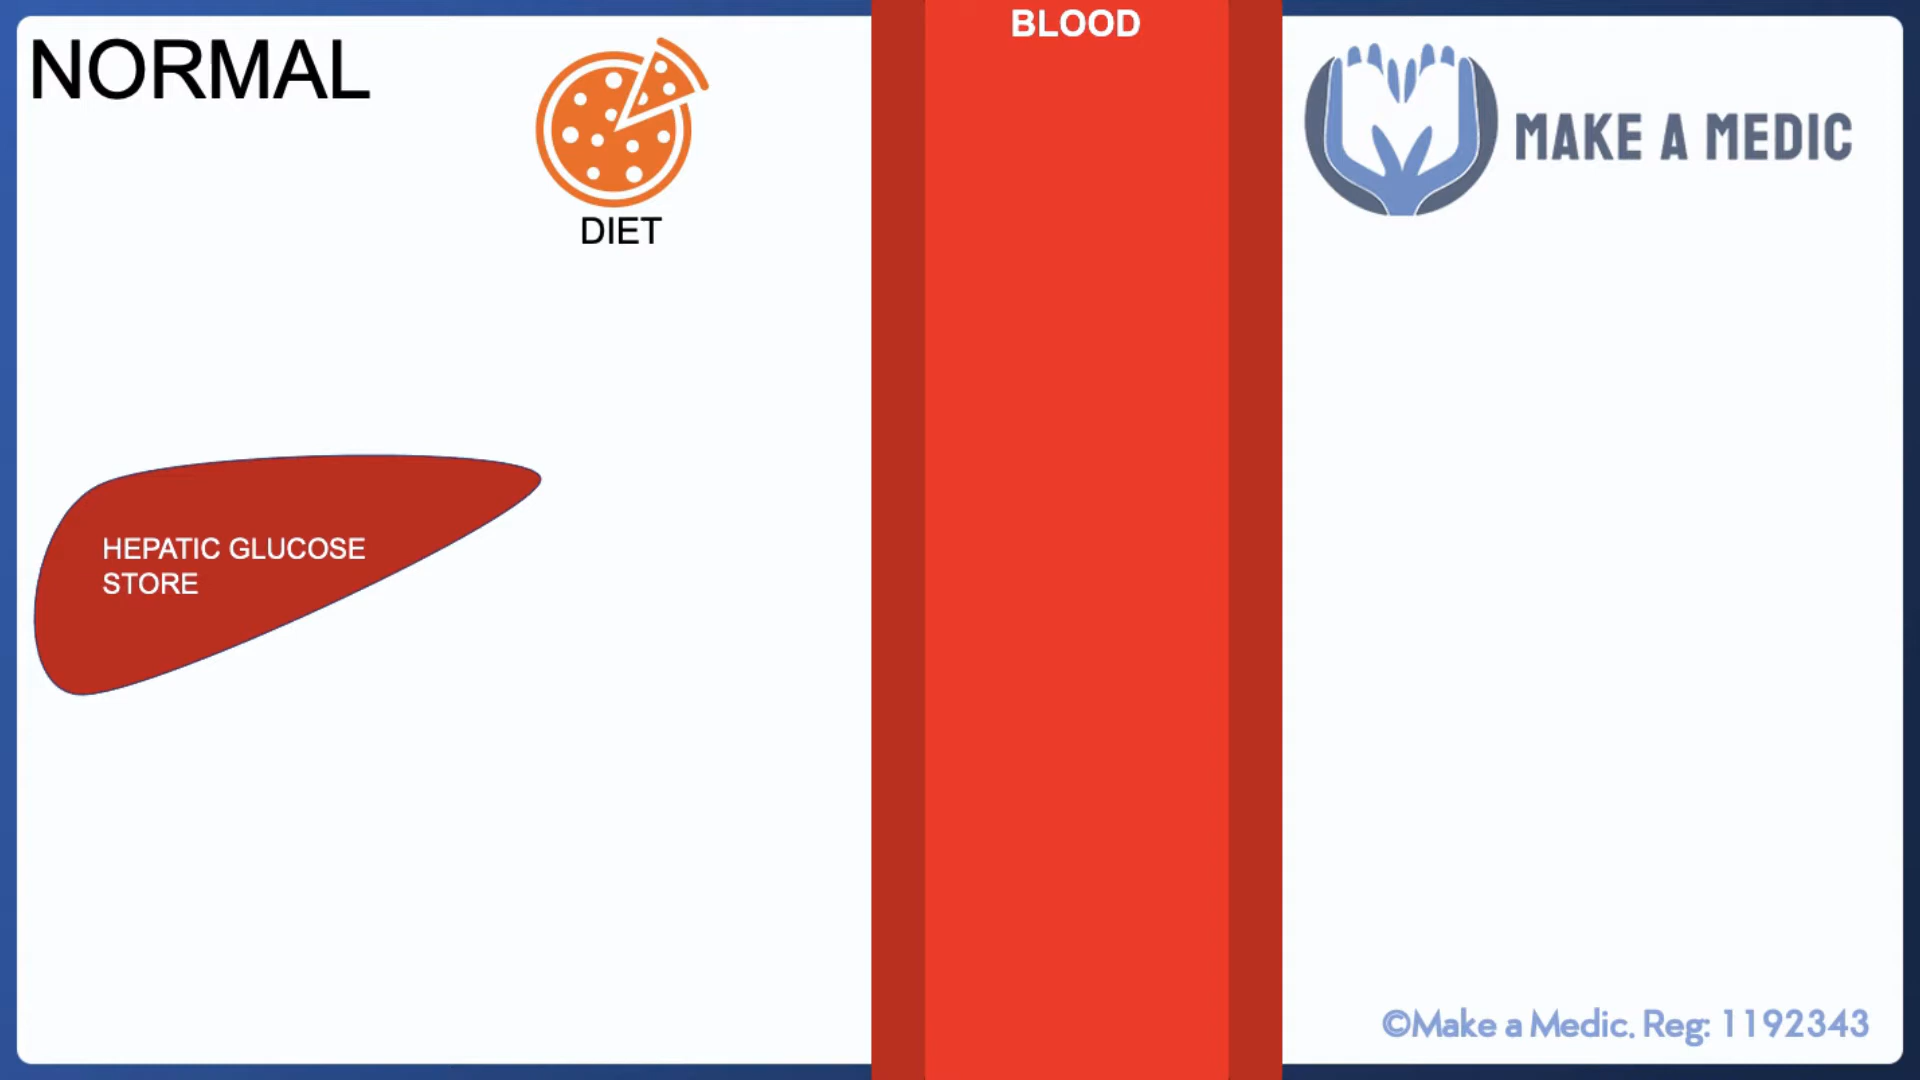 NORMAL
BLOOD
MAKE A MEDIC
DIET
HEPATIC GLUCOSE
STORE
©Make a Medic. Reg: 1192343